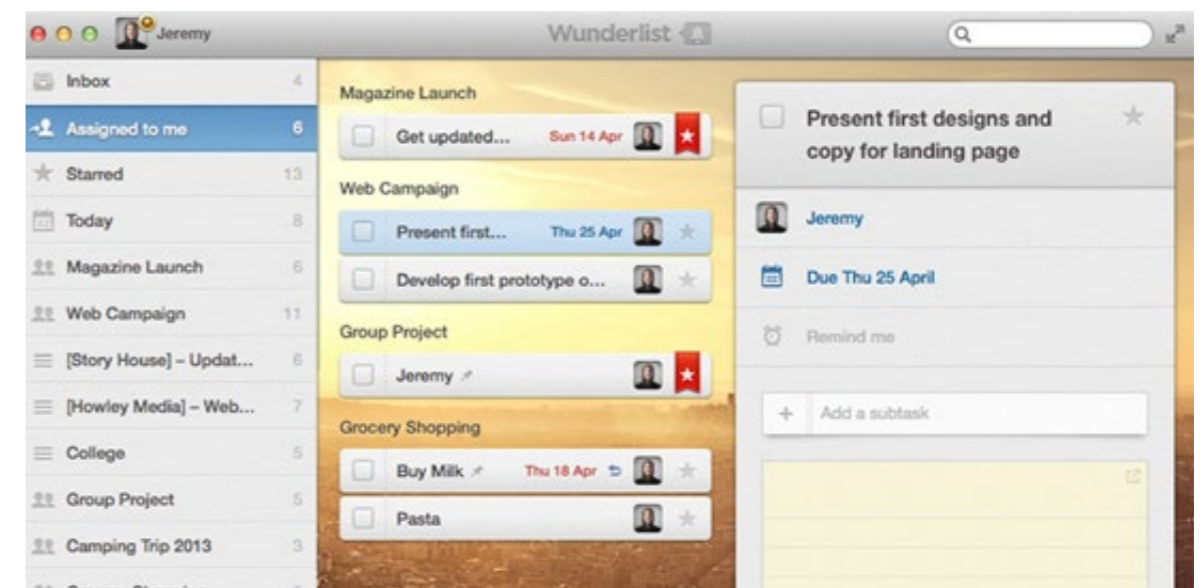 Jeremy
Wunderlist
Inbox 4
Assigned to me 6
Starred 13
Today 8
Magazine Launch 6
Web Campaign 11
[Story House] – Updat... 6
[Howley Media] – Web... 7
College 5
Group Project 5
Camping Trip 2013 3
Magazine Launch
Get updated... Sun 14 Apr
Web Campaign
Present first... Thu 25 Apr
Develop first prototype o...
Group Project
Jeremy
Grocery Shopping
Buy Milk Thu 18 Apr
Pasta
Present first designs and
copy for landing page
Jeremy
Due Thu 25 April
Remind me
Add a subtask